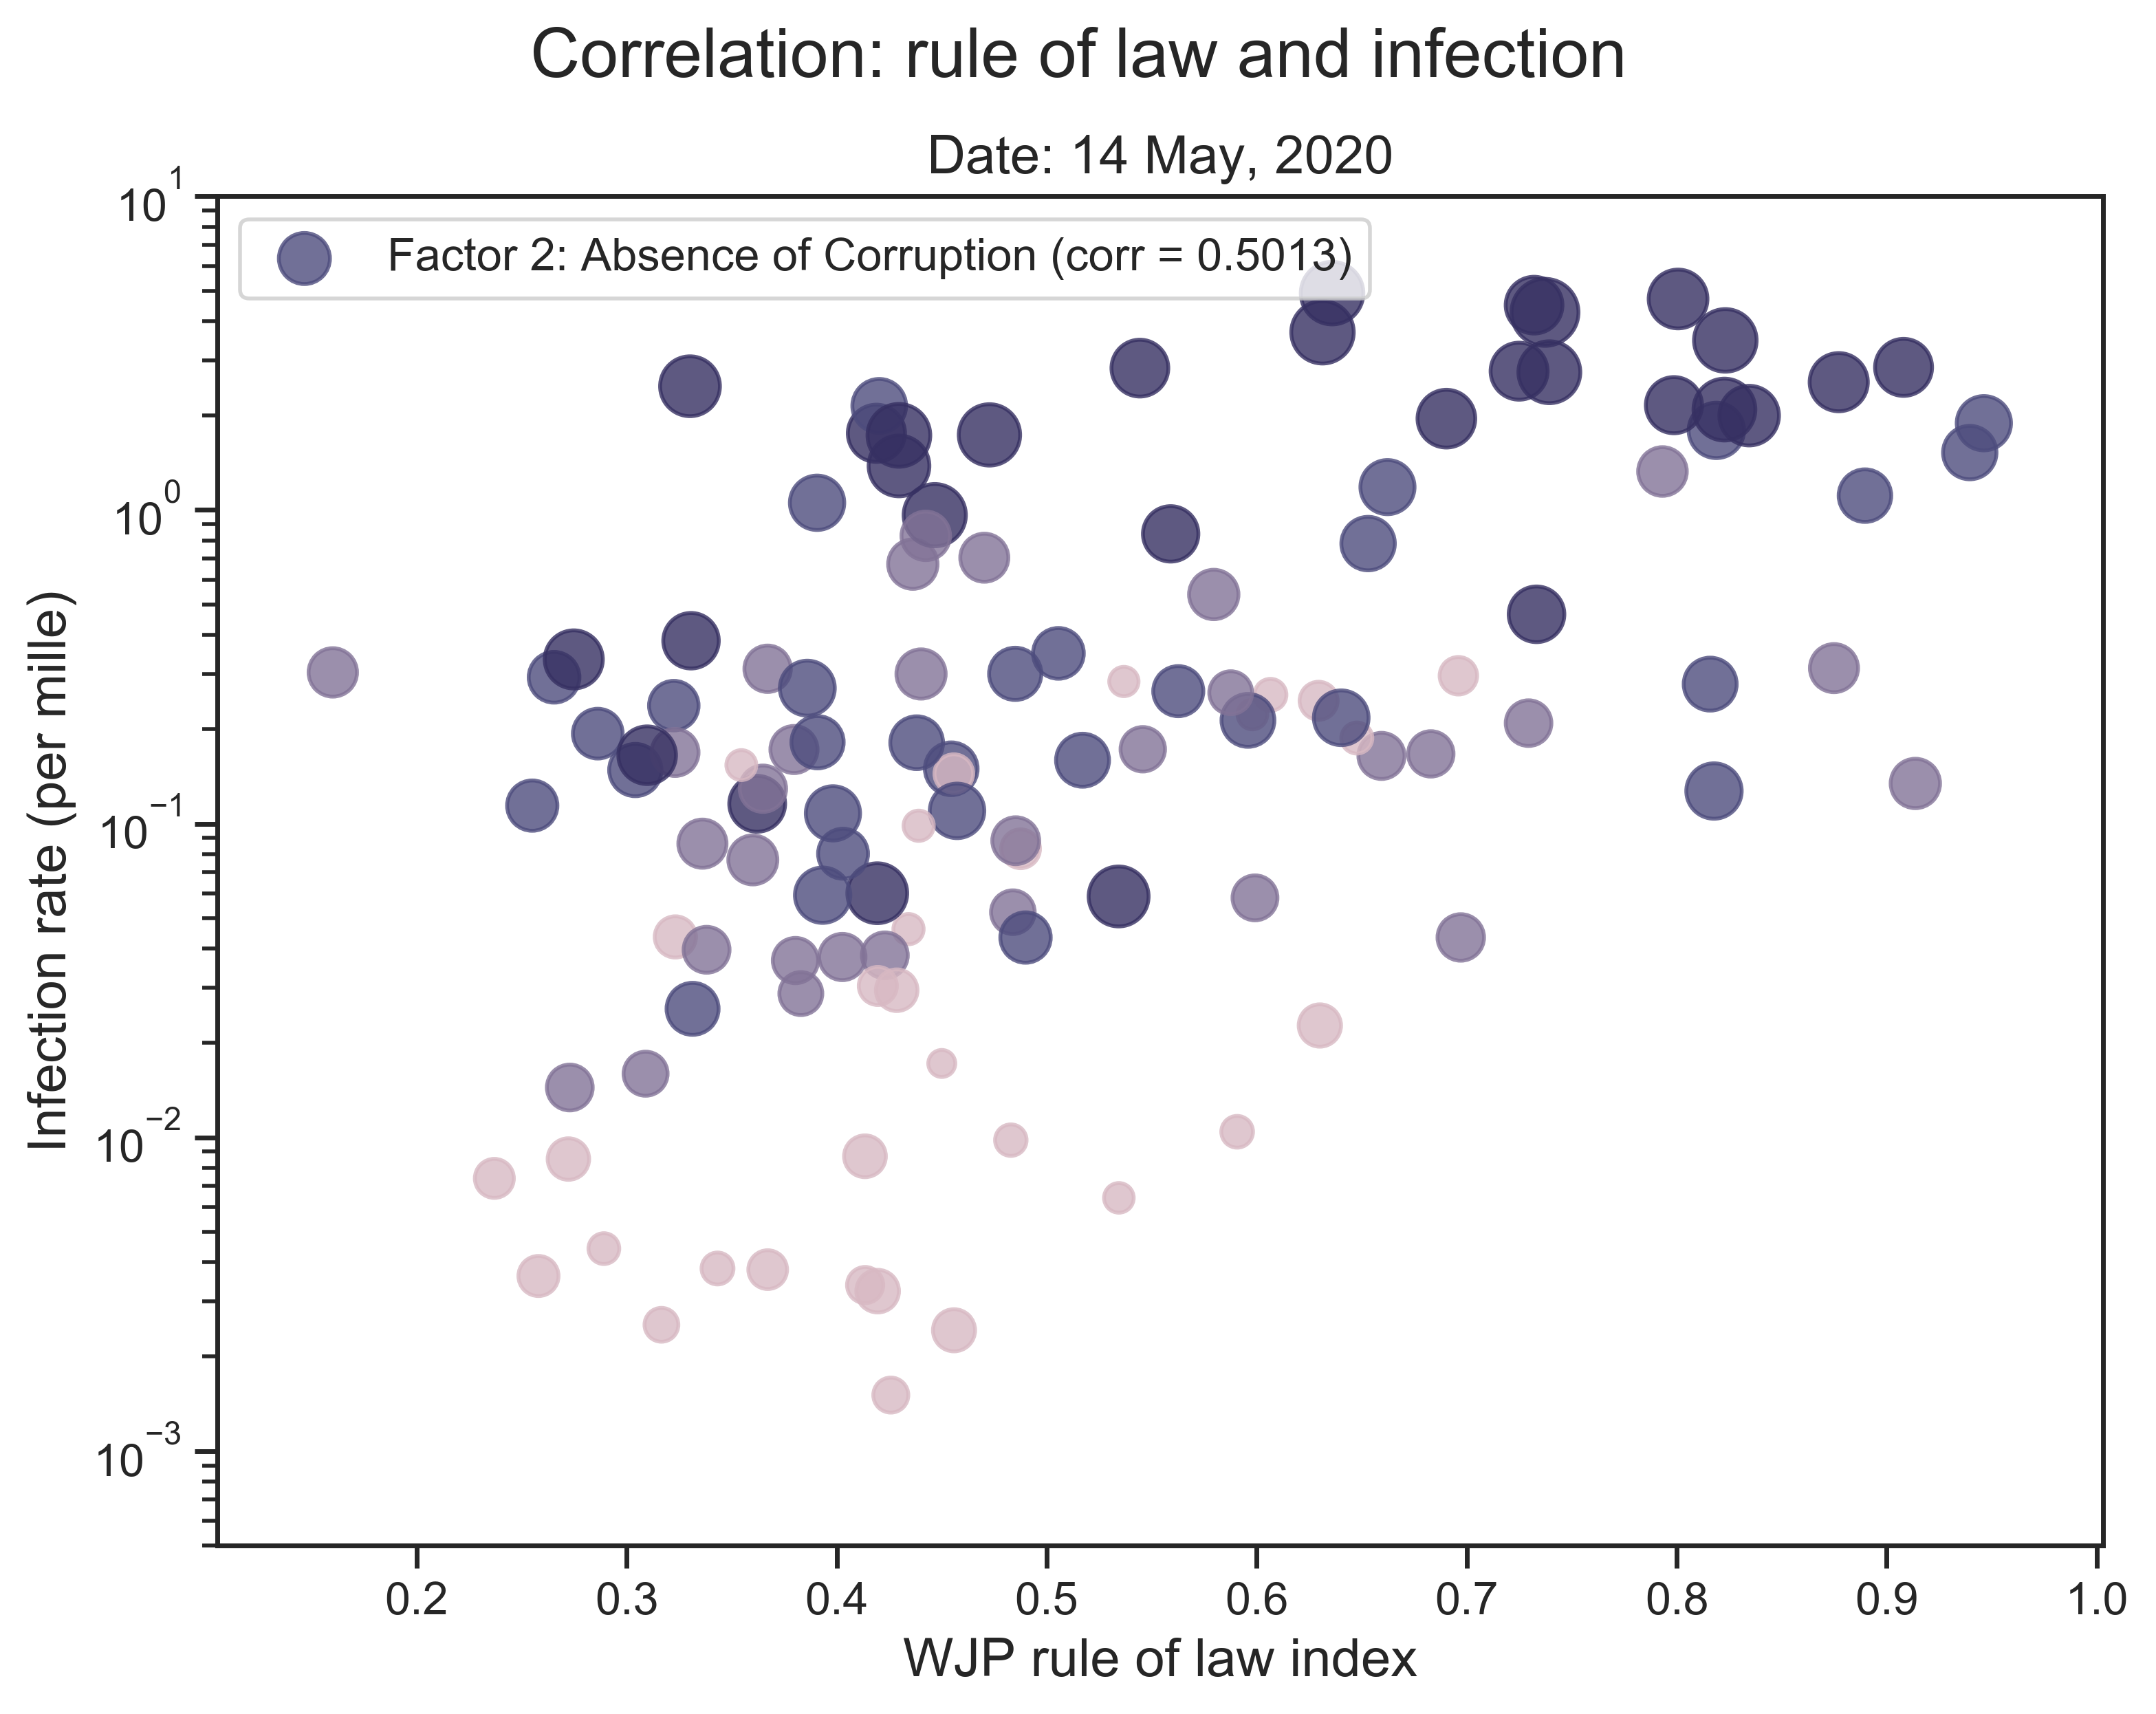 Correlation: rule of law and infection
Date: 14 May, 2020
Factor 2: Absence of Corruption (corr = 0.5013)
Infection rate (per mille)
10^1
10^0
10^−1
10^−2
10^−3
0.2 0.3 0.4 0.5 0.6 0.7 0.8 0.9 1.0
WJP rule of law index